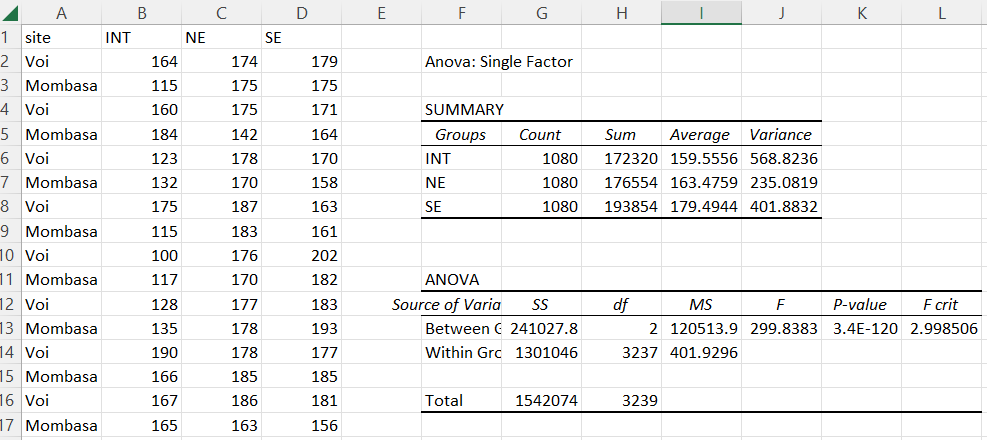 A B C D E F G H I J K L
1 site INT NE SE
2 Voi 164 174 179 Anova: Single Factor
3 Mombasa 115 175 175
4 Voi 160 175 171 SUMMARY
5 Mombasa 184 142 164 Groups Count Sum Average Variance
6 Voi 123 178 170 INT 1080 172320 159.5556 568.8236
7 Mombasa 132 170 158 NE 1080 176554 163.4759 235.0819
8 Voi 175 187 163 SE 1080 193854 179.4944 401.8832
9 Mombasa 115 183 161
10 Voi 100 176 202
11 Mombasa 117 170 182 ANOVA
12 Voi 128 177 183 Source of Varia SS df MS F P-value F crit
13 Mombasa 135 178 193 Between G 241027.8 2 120513.9 299.8383 3.4E-120 2.998506
14 Voi 190 178 177 Within Gro 1301046 3237 401.9296
15 Mombasa 166 185 185
16 Voi 167 186 181 Total 1542074 3239
17 Mombasa 165 163 156